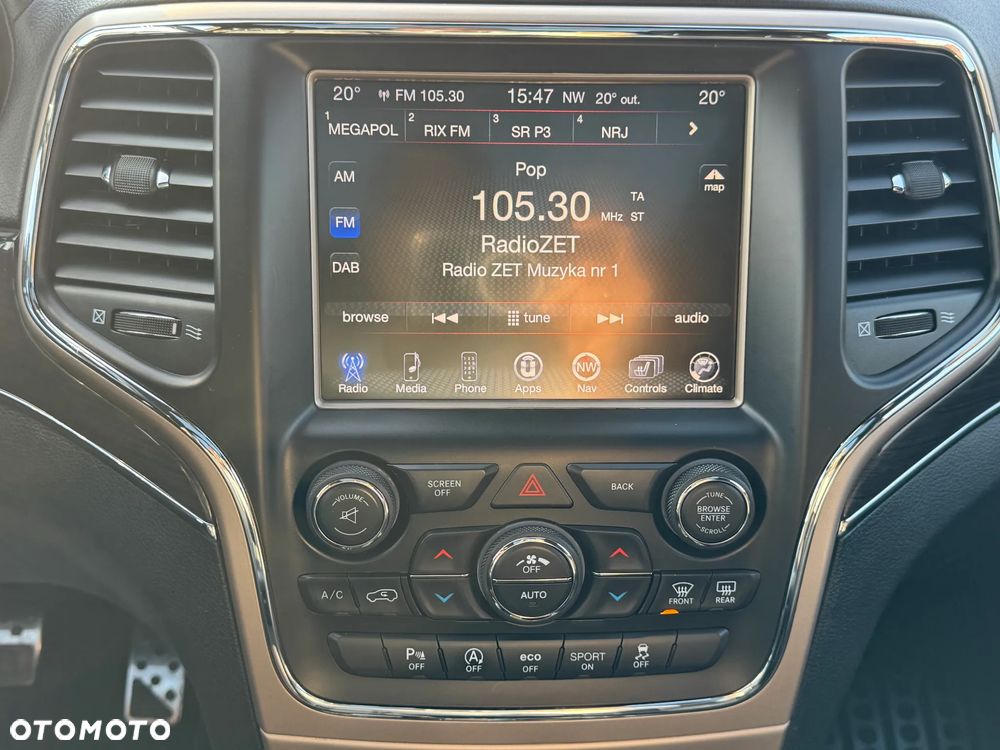 20° FM 105.30 15:47 NW 20° out. 20°
1 MEGAPOL 2 RIX FM 3 SR P3 4 NRJ
Pop
AM
map
105.30 MHz TA ST
FM
RadioZET
DAB
Radio ZET Muzyka nr 1
browse tune audio
NW
Radio Media Phone Apps Nav Controls Climate
VOLUME
SCREEN OFF
BACK
TUNE
BROWSE
ENTER
SCROLL
OFF
AUTO
A/C
FRONT
REAR
P OFF
A OFF
eco OFF
SPORT ON
OFF
OTOMOTO